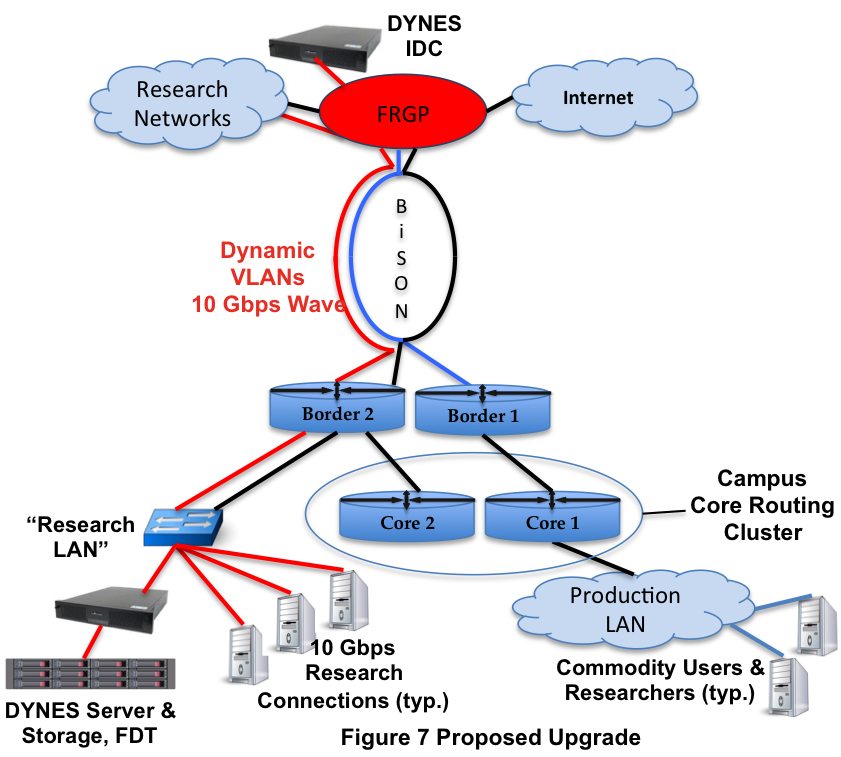 DYNES
IDC
Research
Networks
FRGP
Internet
B
i
S
O
N
Dynamic
VLANs
10 Gbps Wave
Border 2
Border 1
Campus
Core Routing
Cluster
Core 2
Core 1
“Research
LAN”
Production
LAN
10 Gbps
Research
Connections (typ.)
Commodity Users &
Researchers (typ.)
DYNES Server &
Storage, FDT
Figure 7 Proposed Upgrade